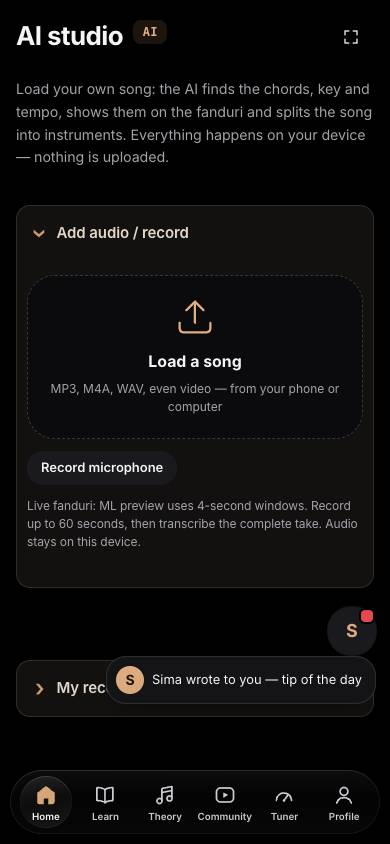 AI studio AI
Load your own song: the AI finds the chords, key and
tempo, shows them on the fanduri and splits the song
into instruments. Everything happens on your device
— nothing is uploaded.
Add audio / record
Load a song
MP3, M4A, WAV, even video — from your phone or
computer
Record microphone
Live fanduri: ML preview uses 4-second windows. Record
up to 60 seconds, then transcribe the complete take. Audio
stays on this device.
S
My rec
S Sima wrote to you — tip of the day
Home Learn Theory Community Tuner Profile